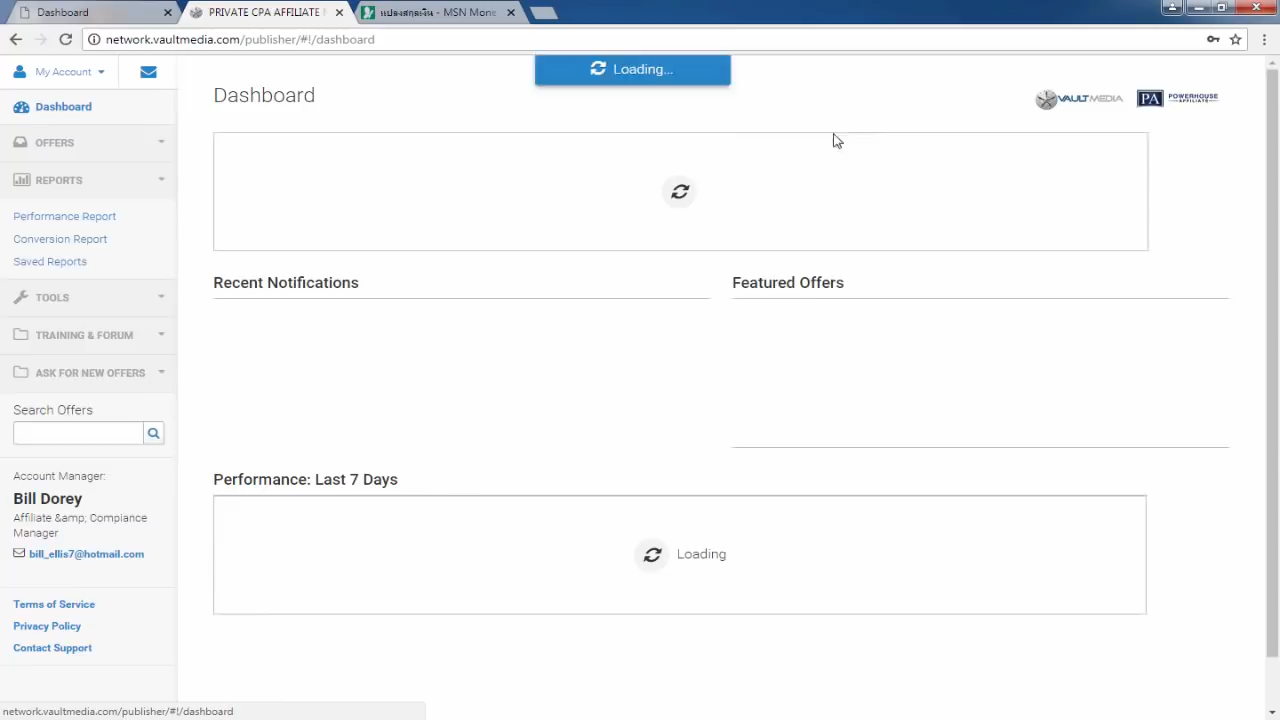 Dashboard
PRIVATE CPA AFFILIATE
แปลงสกุลเงิน - MSN Mone
network.vaultmedia.com/publisher/#!/dashboard
My Account
Loading...
Dashboard
VAULTMEDIA
PA POWERHOUSE
AFFILIATE
Dashboard
OFFERS
REPORTS
Performance Report
Conversion Report
Saved Reports
TOOLS
TRAINING & FORUM
ASK FOR NEW OFFERS
Search Offers
Account Manager:
Bill Dorey
Affiliate &amp; Compliance
Manager
bill_ellis7@hotmail.com
Terms of Service
Privacy Policy
Contact Support
Recent Notifications
Featured Offers
Performance: Last 7 Days
Loading
network.vaultmedia.com/publisher/#!/dashboard